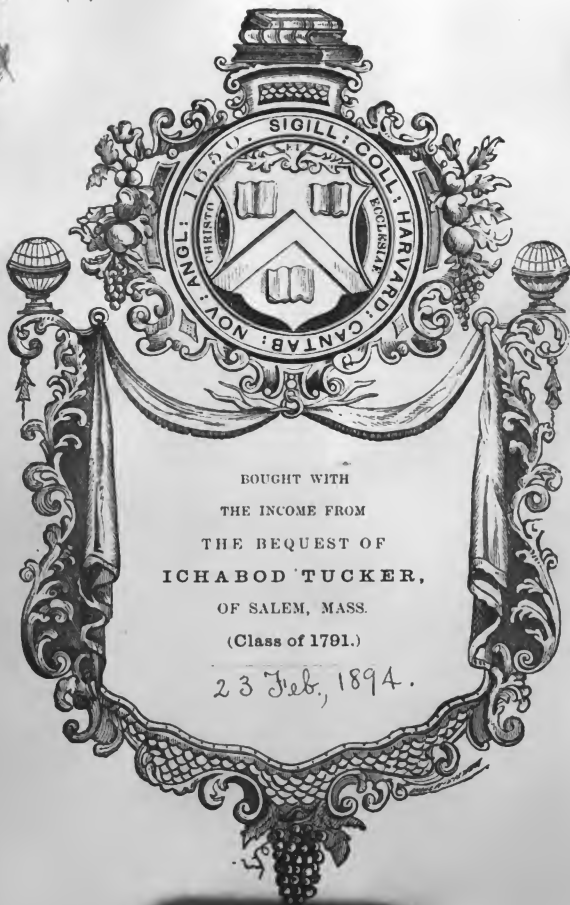 SIGILL: COLL: HARVARD: CANTAB: NOV: ANGL: 1650.
ET
CHRISTO
ECCLESIAE
BOUGHT WITH
THE INCOME FROM
THE BEQUEST OF
ICHABOD TUCKER,
OF SALEM, MASS.
(Class of 1791.)
23 Feb., 1894.